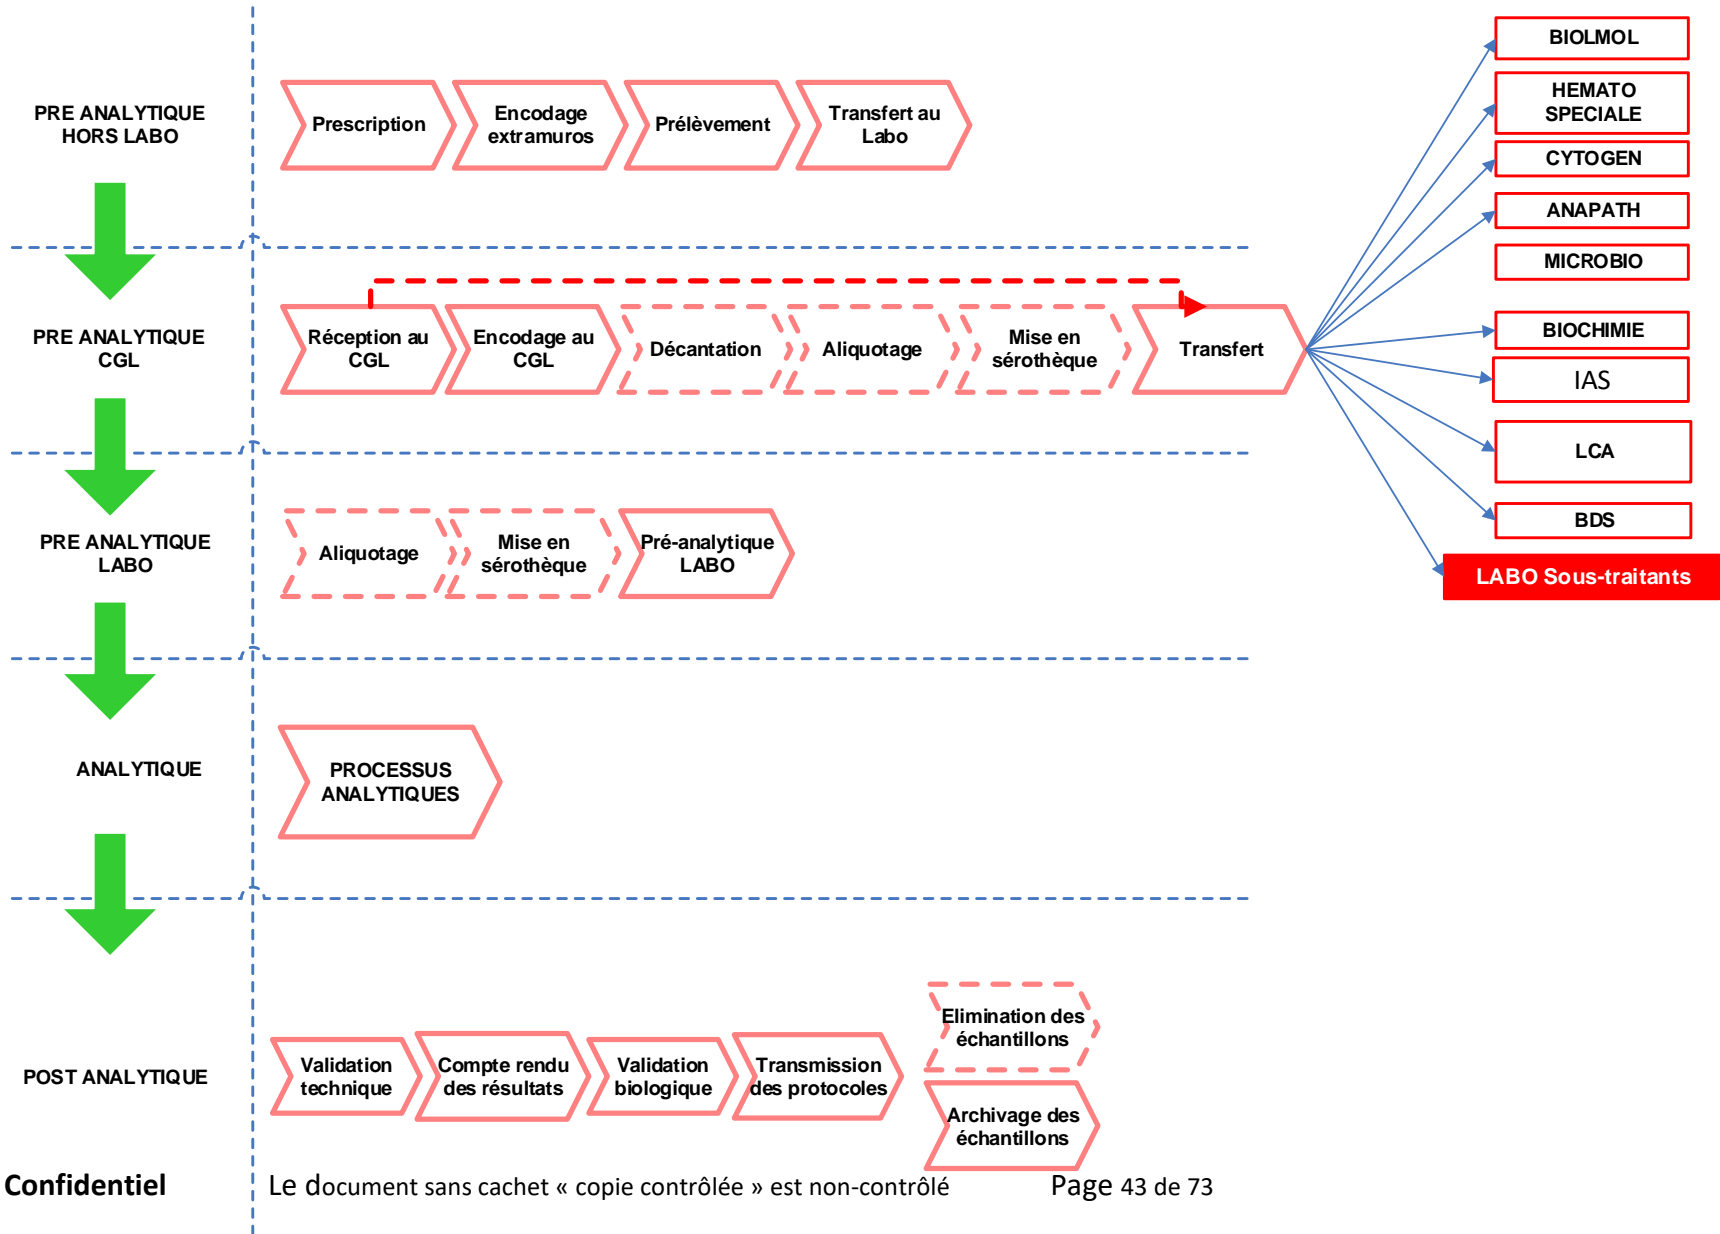 PRE ANALYTIQUE
HORS LABO
Prescription
Encodage
extramuros
Prélèvement
Transfert au
Labo
BIOLMOL
HEMATO
SPECIALE
CYTOGEN
ANAPATH
MICROBIO
BIOCHIMIE
IAS
LCA
BDS
LABO Sous-traitants
PRE ANALYTIQUE
CGL
Réception au
CGL
Encodage au
CGL
Décantation
Aliquotage
Mise en
sérothèque
Transfert
PRE ANALYTIQUE
LABO
Aliquotage
Mise en
sérothèque
Pré-analytique
LABO
ANALYTIQUE
PROCESSUS
ANALYTIQUES
POST ANALYTIQUE
Validation
technique
Compte rendu
des résultats
Validation
biologique
Transmission
des protocoles
Elimination des
échantillons
Archivage des
échantillons
Confidentiel Le document sans cachet « copie contrôlée » est non-contrôlé Page 43 de 73